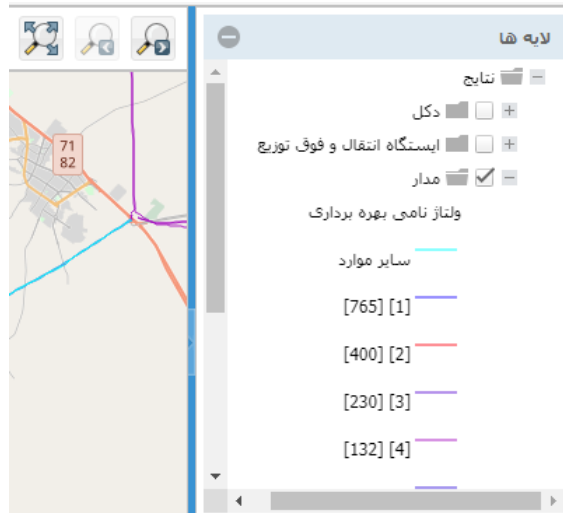 لایه ها
نتایج
دکل
ایستگاه انتقال و فوق توزیع
مدار
ولتاژ نامی بهره برداری
سایر موارد
[765] [1]
[400] [2]
[230] [3]
[132] [4]
71
82